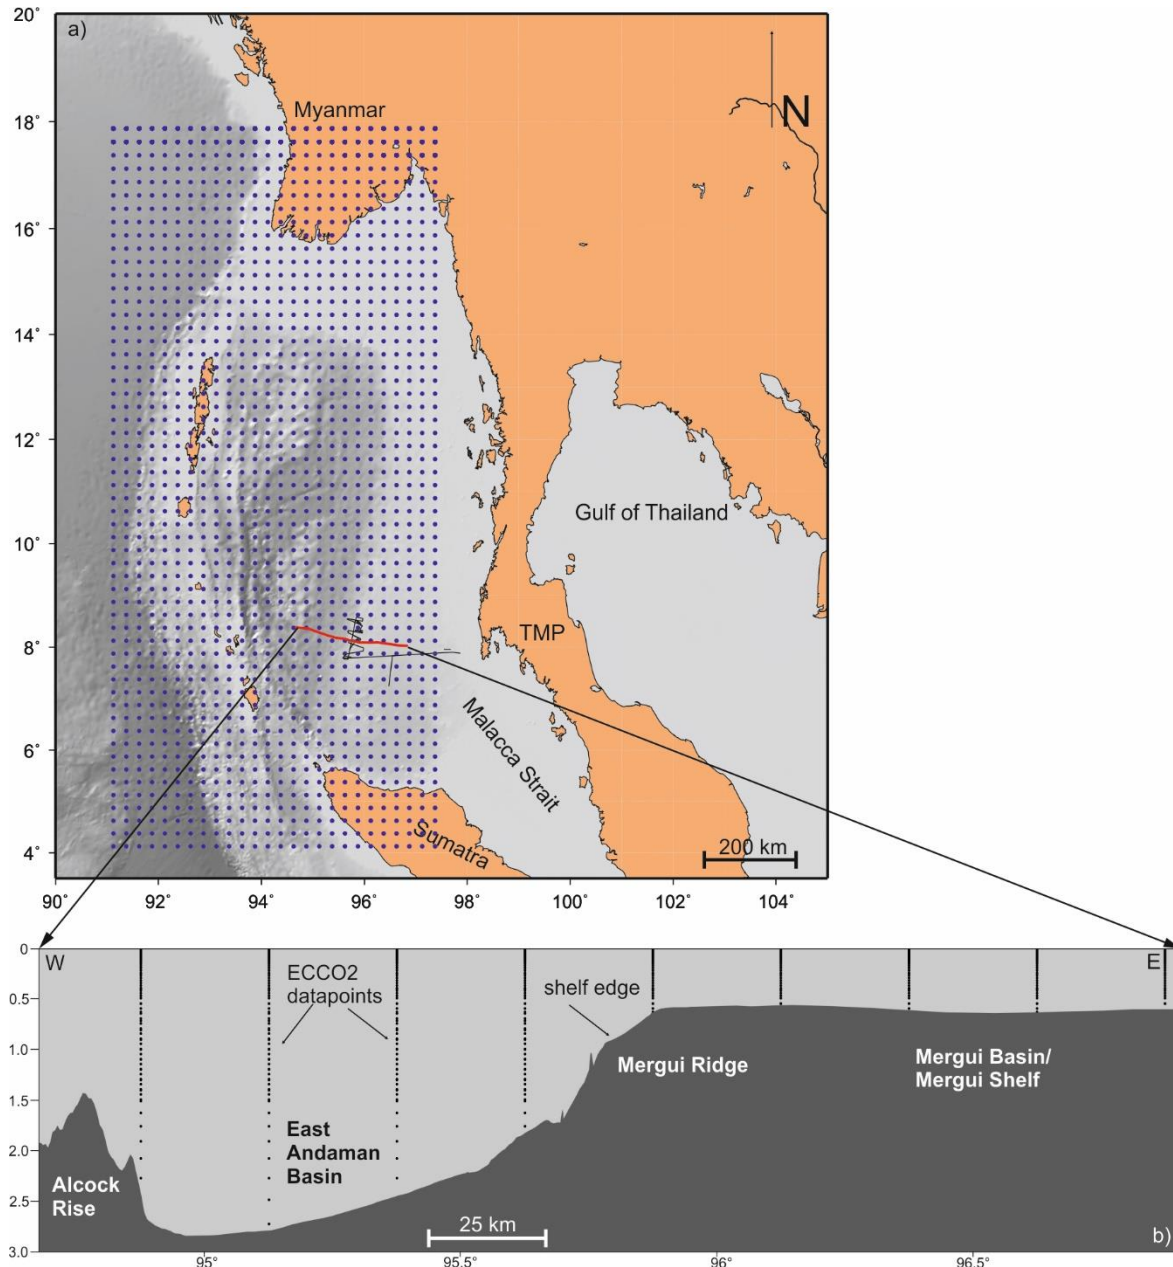 a)
20°
18°
16°
14°
12°
10°
8°
6°
4°
Myanmar
N
Gulf of Thailand
TMP
Malacca Strait
Sumatra
200 km
90° 92° 94° 96° 98° 100° 102° 104°
W
E
0
0.5
1.0
1.5
2.0
2.5
3.0
ECCO2
datapoints
shelf edge
Mergui Ridge
Mergui Basin/
Mergui Shelf
East
Andaman
Basin
Alcock
Rise
25 km
b)
95° 95.5° 96° 96.5°